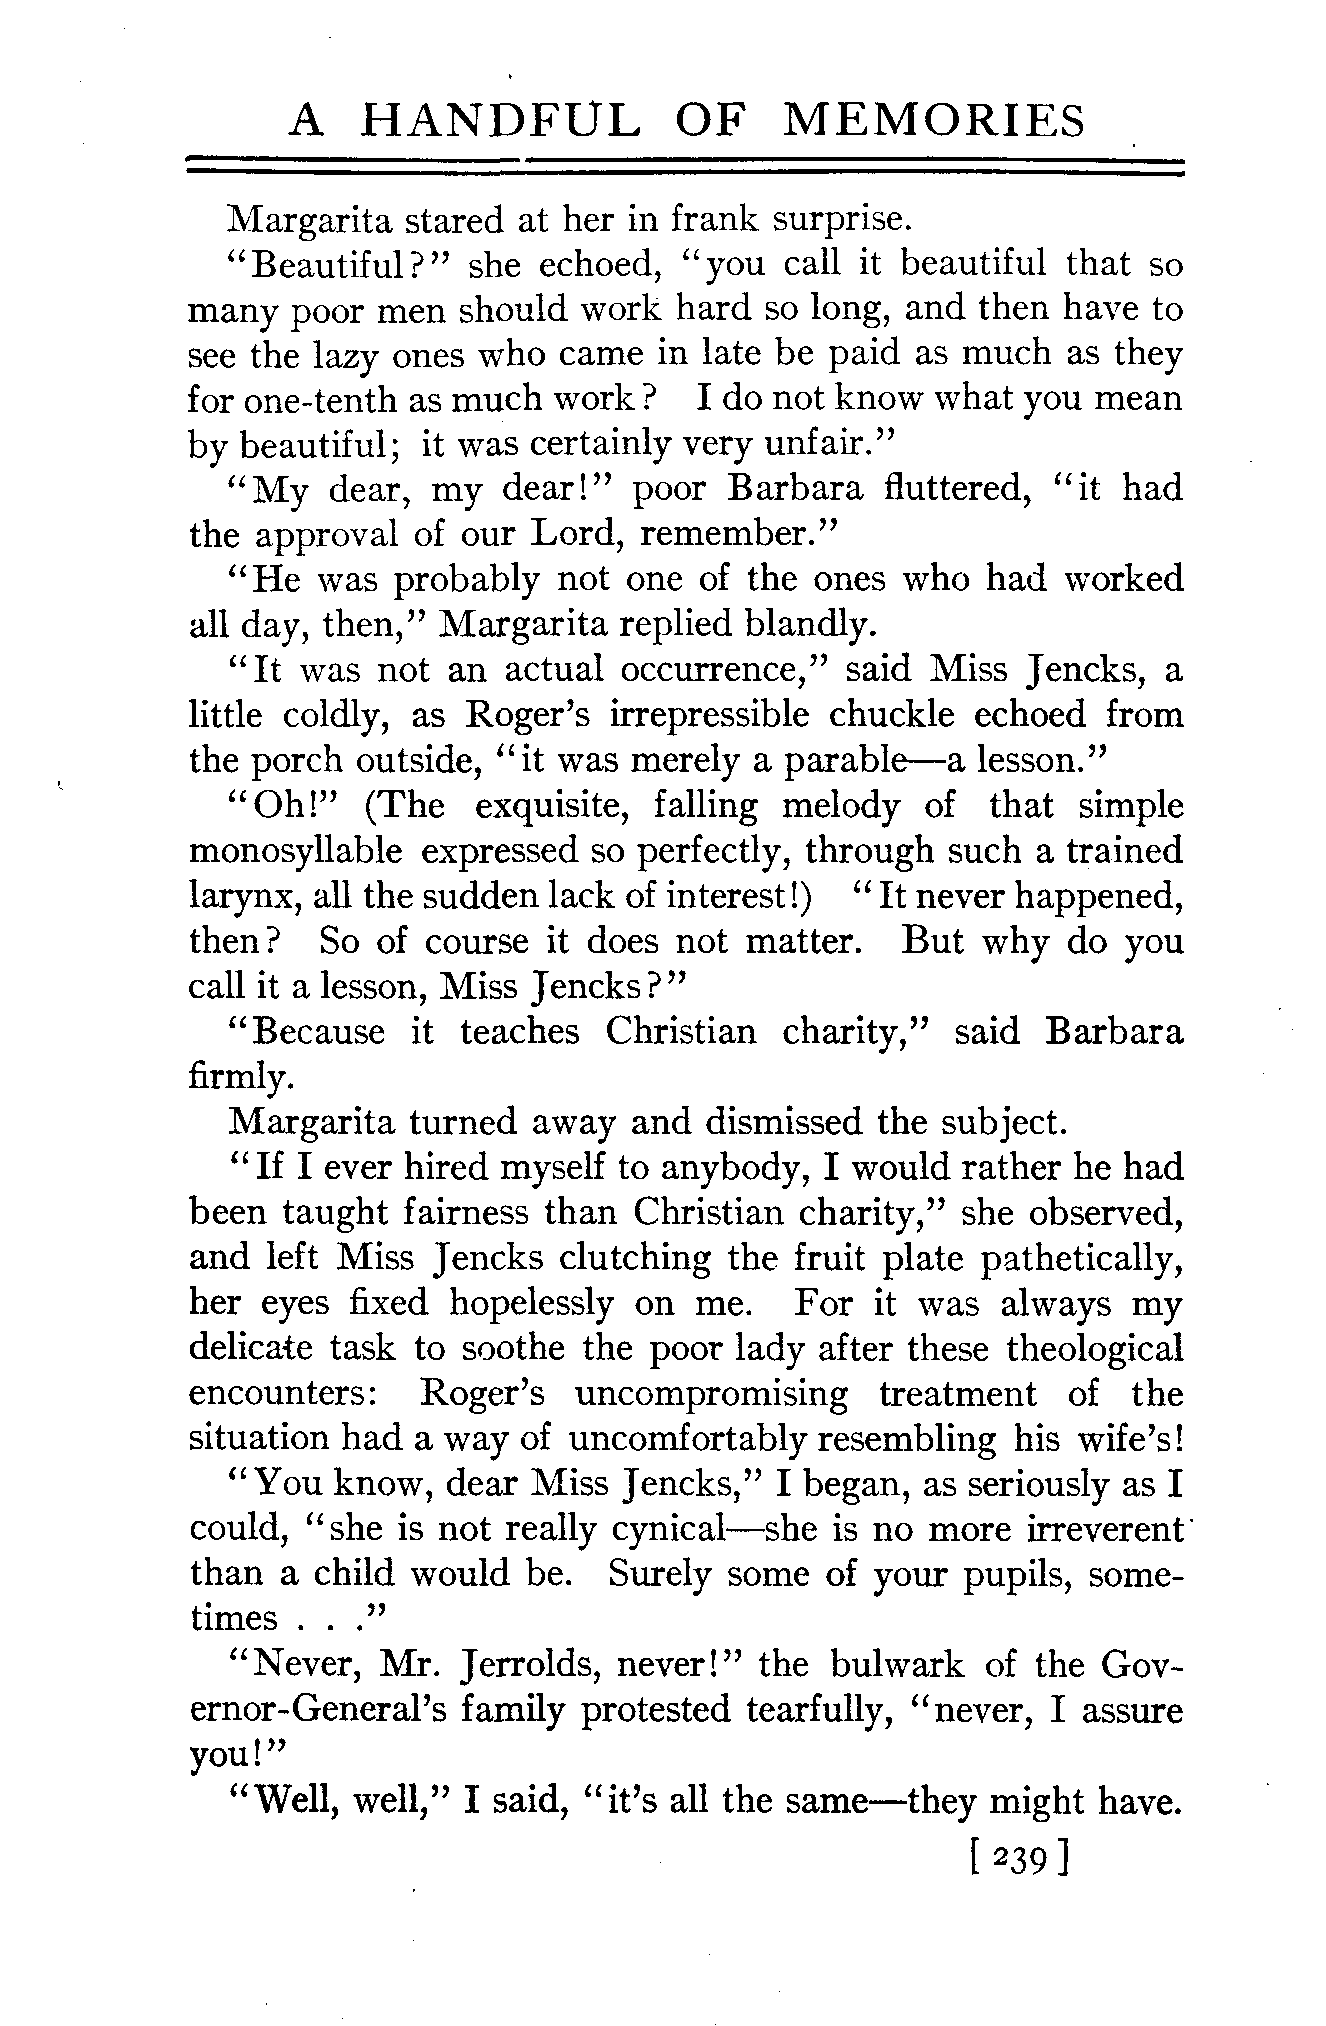 A HANDFUL OF MEMORIES
Margarita stared at her in frank surprise.
“Beautiful?” she echoed, “you call it beautiful that so
many poor men should work hard so long, and then have to
see the lazy ones who came in late be paid as much as they
for one-tenth as much work? I do not know what you mean
by beautiful; it was certainly very unfair.”
“My dear, my dear!” poor Barbara fluttered, “it had
the approval of our Lord, remember.”
“He was probably not one of the ones who had worked
all day, then,” Margarita replied blandly.
“It was not an actual occurrence,” said Miss Jencks, a
little coldly, as Roger’s irrepressible chuckle echoed from
the porch outside, “it was merely a parable—a lesson.”
“Oh!” (The exquisite, falling melody of that simple
monosyllable expressed so perfectly, through such a trained
larynx, all the sudden lack of interest!) “It never happened,
then? So of course it does not matter. But why do you
call it a lesson, Miss Jencks?”
“Because it teaches Christian charity,” said Barbara
firmly.
Margarita turned away and dismissed the subject.
“If I ever hired myself to anybody, I would rather he had
been taught fairness than Christian charity,” she observed,
and left Miss Jencks clutching the fruit plate pathetically,
her eyes fixed hopelessly on me. For it was always my
delicate task to soothe the poor lady after these theological
encounters: Roger’s uncompromising treatment of the
situation had a way of uncomfortably resembling his wife’s!
“You know, dear Miss Jencks,” I began, as seriously as I
could, “she is not really cynical—she is no more irreverent
than a child would be. Surely some of your pupils, some-
times . . .”
“Never, Mr. Jerrolds, never!” the bulwark of the Gov-
ernor-General’s family protested tearfully, “never, I assure
you!”
“Well, well,” I said, “it’s all the same—they might have.
[ 239 ]